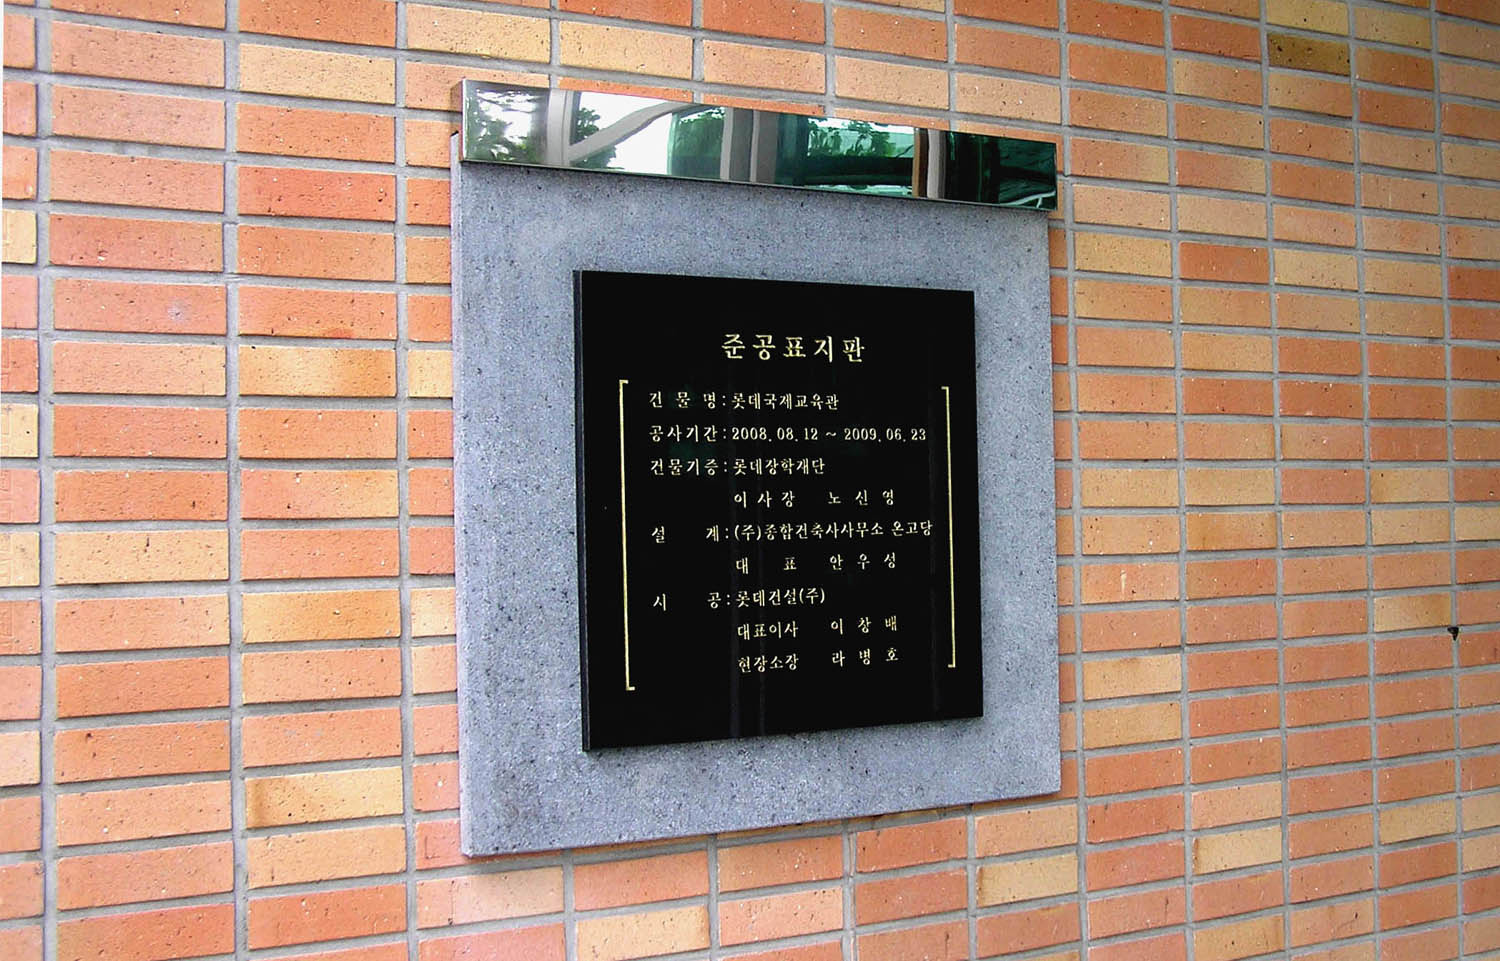 준공표지판
건 물 명 : 롯데국제교육관
공사기간 : 2008. 08. 12 ~ 2009. 06. 23
건물기증 : 롯데장학재단
이 사 장 노 신 영
설 계 : (주)종합건축사사무소 온고당
대 표 안 우 성
시 공 : 롯데건설(주)
대표이사 이 창 배
현장소장 라 병 호